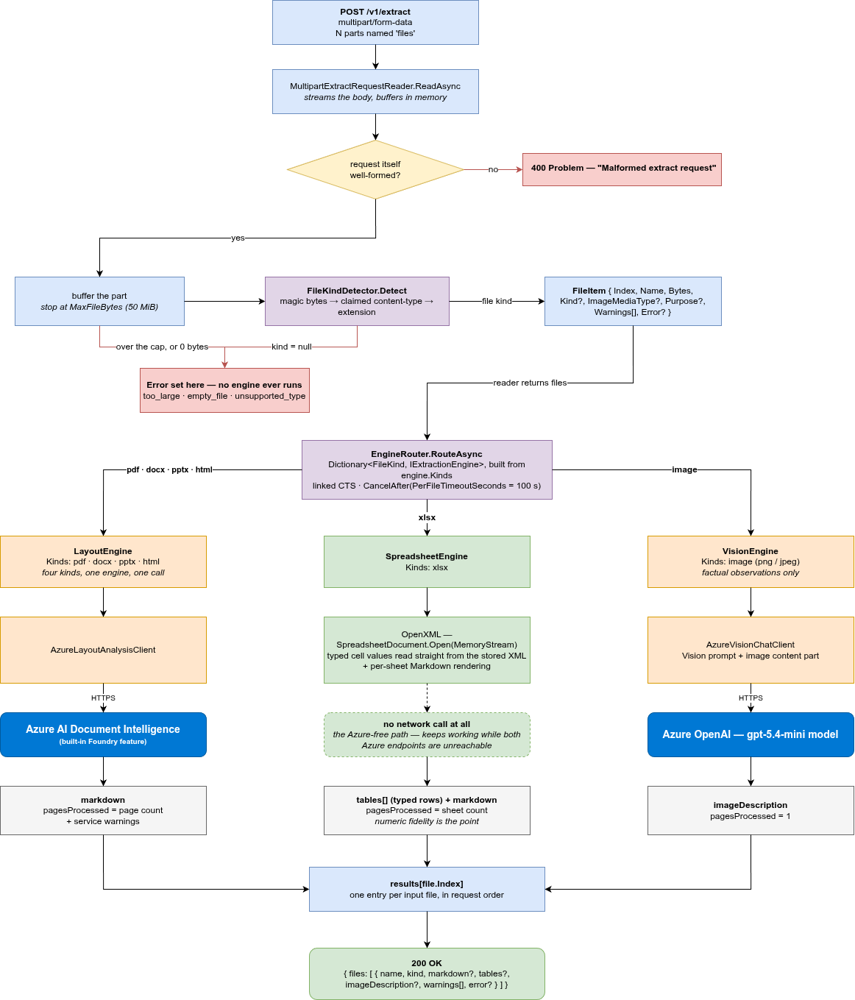 POST /v1/extract
multipart/form-data
N parts named 'files'
MultipartExtractRequestReader.ReadAsync
streams the body, buffers in memory
request itself
well-formed?
no
400 Problem — "Malformed extract request"
yes
buffer the part
stop at MaxFileBytes (50 MiB)
FileKindDetector.Detect
magic bytes → claimed content-type →
extension
file kind
FileItem { Index, Name, Bytes,
Kind?, ImageMediaType?, Purpose?,
Warnings[], Error? }
over the cap, or 0 bytes
kind = null
Error set here — no engine ever runs
too_large · empty_file · unsupported_type
reader returns files
EngineRouter.RouteAsync
Dictionary<FileKind, IExtractionEngine>, built from
engine.Kinds
linked CTS · CancelAfter(PerFileTimeoutSeconds = 100 s)
pdf · docx · pptx · html
xlsx
image
LayoutEngine
Kinds: pdf · docx · pptx · html
four kinds, one engine, one call
SpreadsheetEngine
Kinds: xlsx
VisionEngine
Kinds: image (png / jpeg)
factual observations only
AzureLayoutAnalysisClient
OpenXML —
SpreadsheetDocument.Open(MemoryStream)
typed cell values read straight from the stored XML
+ per-sheet Markdown rendering
AzureVisionChatClient
Vision prompt + image content part
HTTPS
HTTPS
Azure AI Document Intelligence
(built-in Foundry feature)
no network call at all
the Azure-free path — keeps working while both
Azure endpoints are unreachable
Azure OpenAI — gpt-5.4-mini model
markdown
pagesProcessed = page count
+ service warnings
tables[] (typed rows) + markdown
pagesProcessed = sheet count
numeric fidelity is the point
imageDescription
pagesProcessed = 1
results[file.Index]
one entry per input file, in request order
200 OK
{ files: [ { name, kind, markdown?, tables?,
imageDescription?, warnings[], error? } ] }